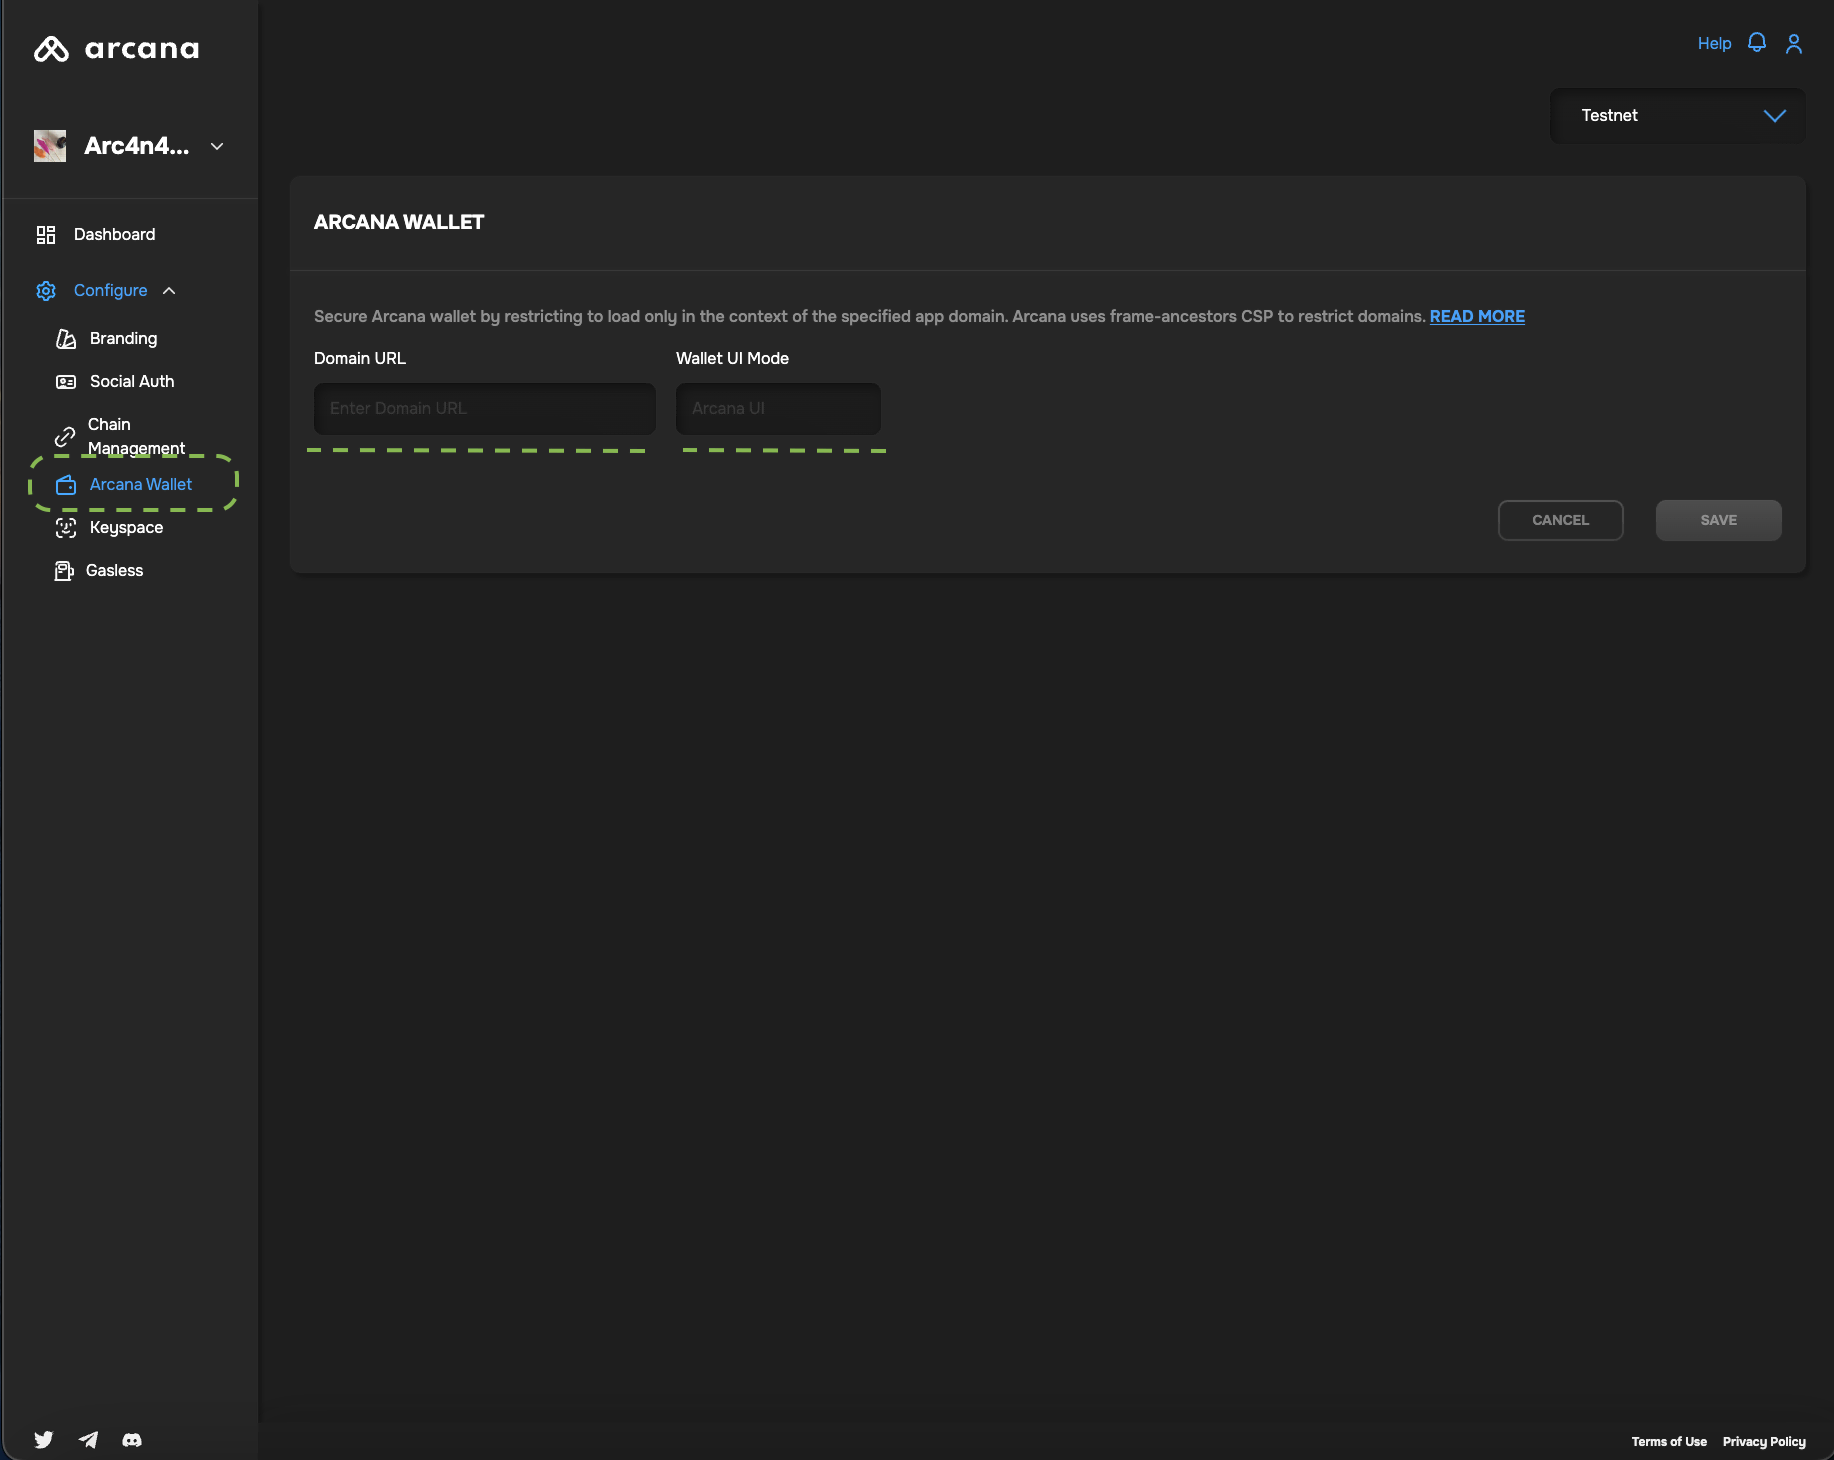 arcana
Help
Testnet
Arc4n4...
Dashboard
Configure
Branding
Social Auth
Chain
Management
Arcana Wallet
Keyspace
Gasless
ARCANA WALLET
Secure Arcana wallet by restricting to load only in the context of the specified app domain. Arcana uses frame-ancestors CSP to restrict domains. READ MORE
Domain URL
Wallet UI Mode
Enter Domain URL
Arcana UI
CANCEL
SAVE
Terms of Use
Privacy Policy